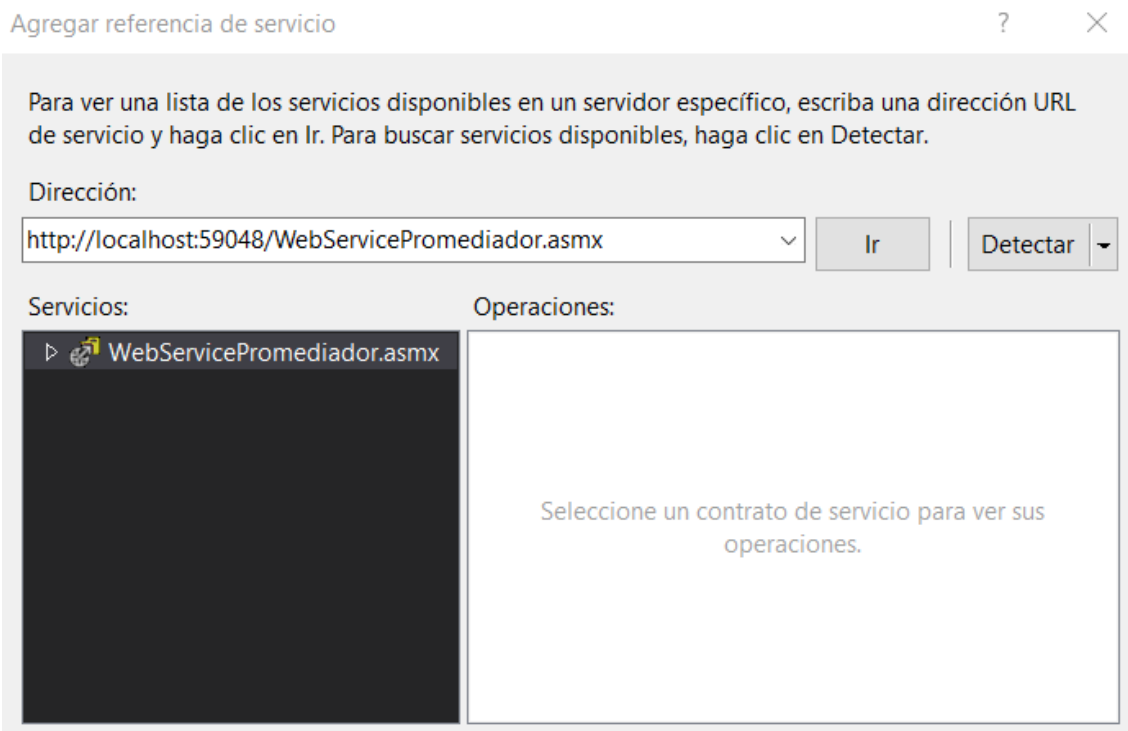 Agregar referencia de servicio ?
Para ver una lista de los servicios disponibles en un servidor específico, escriba una dirección URL
de servicio y haga clic en Ir. Para buscar servicios disponibles, haga clic en Detectar.
Dirección:
http://localhost:59048/WebServicePromediador.asmx Ir Detectar
Servicios: Operaciones:
WebServicePromediador.asmx
Seleccione un contrato de servicio para ver sus
operaciones.